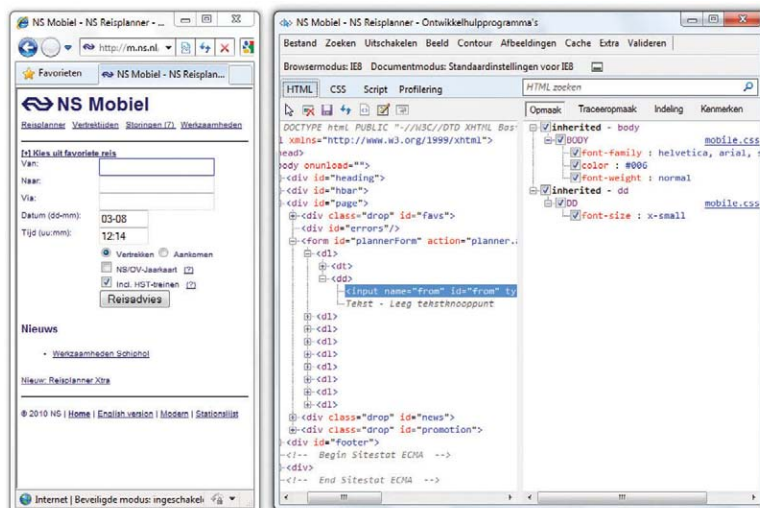 NS Mobiel - NS Reisplanner - ...
http://m.ns.nl
Favorieten
NS Mobiel - NS Reisplan...
NS Mobiel
Reisplanner Vertrektijden Storingen (7) Werkzaamheden
[+] Kies uit favoriete reis
Van:
Naar:
Via:
Datum (dd-mm): 03-08
Tijd (uu:mm): 12:14
Vertrekken Aankomen
NS/OV-Jaarkaart [?]
Incl. HST-treinen [?]
Reisadvies
Nieuws
Werkzaamheden Schiphol
Nieuw: Reisplanner Xtra
© 2010 NS | Home | English version | Modern | Stationslijst
Internet | Beveiligde modus: ingeschakel
NS Mobiel - NS Reisplanner - Ontwikkelhulpprogramma's
Bestand Zoeken Uitschakelen Beeld Contour Afbeeldingen Cache Extra Valideren
Browsermodus: IE8 Documentmodus: Standaardinstellingen voor IE8
HTML CSS Script Profilering
DOCTYPE html PUBLIC "-//W3C//DTD XHTML Bas
l xmlns="http://www.w3.org/1999/xhtml">
ead>
ody onunload="">
<div id="heading">
<div id="hbar">
<div id="page">
<div class="drop" id="favs">
<div id="errors"/>
<form id="plannerForm" action="planner.
<dl>
<dt>
<dd>
<input name="from" id="from" ty
Tekst - Leeg tekstknooppunt
<dl>
<dl>
<dl>
<dl>
<dl>
<dl>
<dl>
<dl>
<div class="drop" id="news">
<div class="drop" id="promotion">
<div id="footer">
<!-- Begin Sitestat ECMA -->
<div>
<!-- End Sitestat ECMA -->
HTML zoeken
Opmaak Traceeropmaak Indeling Kenmerken
inherited - body
BODY mobile.css
font-family : helvetica, arial, s
color : #006
font-weight : normal
inherited - dd
DD mobile.css
font-size : x-small